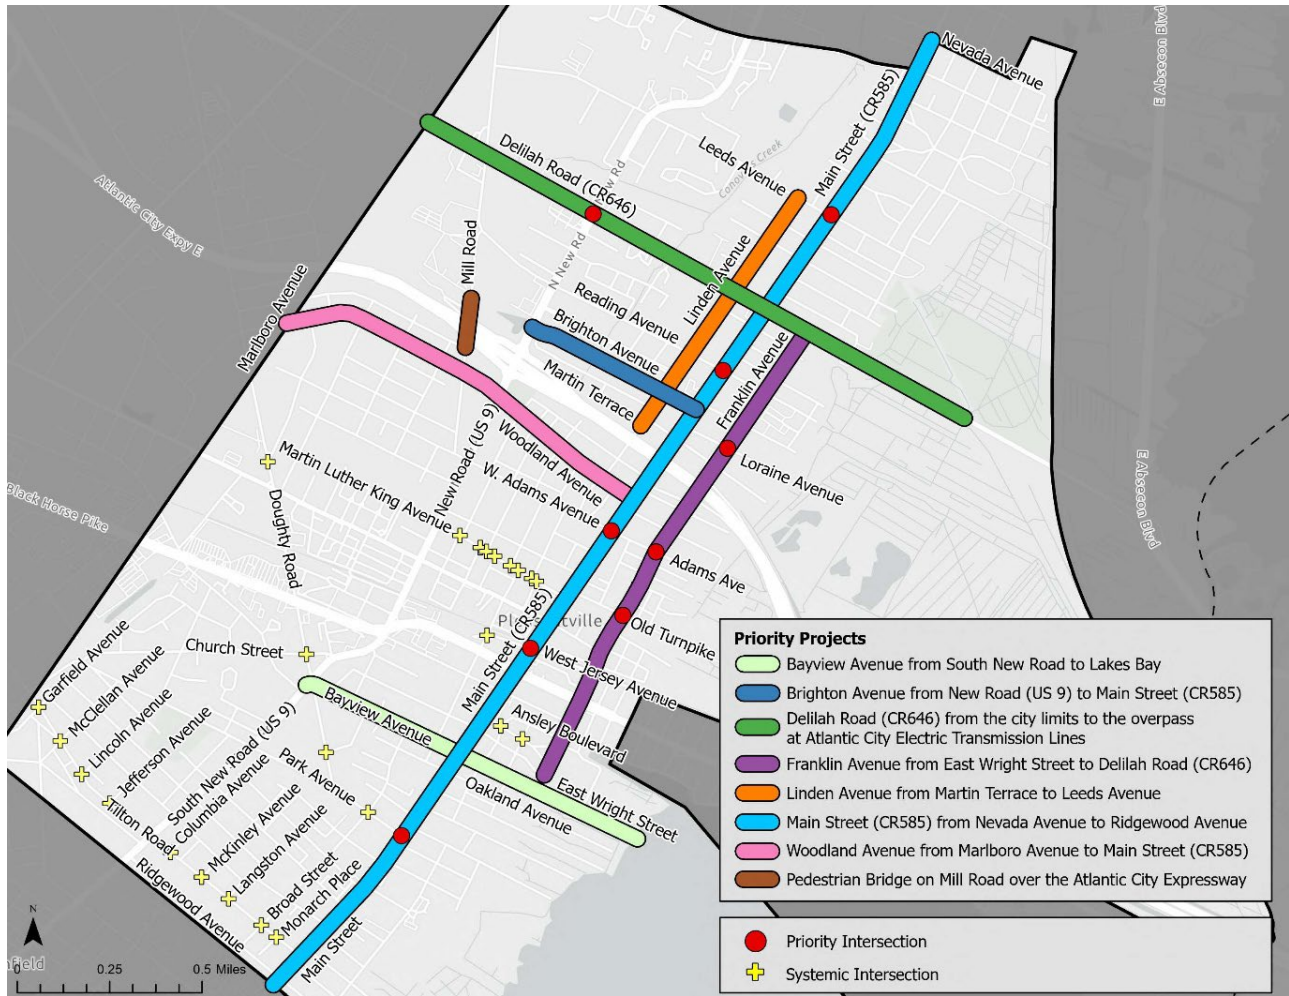 Nevada Avenue
E Absecon Blvd
Main Street (CR585)
Leeds Avenue
Delilah Road (CR646)
N New Rd
Atlantic City Expy E
Mill Road
Linden Avenue
Reading Avenue
Brighton Avenue
Marlboro Avenue
Martin Terrace
Franklin Avenue
New Road (US 9)
Woodland Avenue
W. Adams Avenue
Loraine Avenue
Martin Luther King Avenue
E Absecon Blvd
Black Horse Pike
Doughty Road
Adams Ave
Main Street (CR585)
Old Turnpike
Church Street
West Jersey Avenue
Garfield Avenue
McClellan Avenue
Lincoln Avenue
Jefferson Avenue
South New Road (US 9)
Bayview Avenue
Ansley Boulevard
Columbia Avenue
Park Avenue
Tilton Road
McKinley Avenue
Oakland Avenue
East Wright Street
Langston Avenue
Ridgewood Avenue
Broad Street
Monarch Place
Main Street
Priority Projects
Bayview Avenue from South New Road to Lakes Bay
Brighton Avenue from New Road (US 9) to Main Street (CR585)
Delilah Road (CR646) from the city limits to the overpass
at Atlantic City Electric Transmission Lines
Franklin Avenue from East Wright Street to Delilah Road (CR646)
Linden Avenue from Martin Terrace to Leeds Avenue
Main Street (CR585) from Nevada Avenue to Ridgewood Avenue
Woodland Avenue from Marlboro Avenue to Main Street (CR585)
Pedestrian Bridge on Mill Road over the Atlantic City Expressway
Priority Intersection
Systemic Intersection
N
0 0.25 0.5 Miles